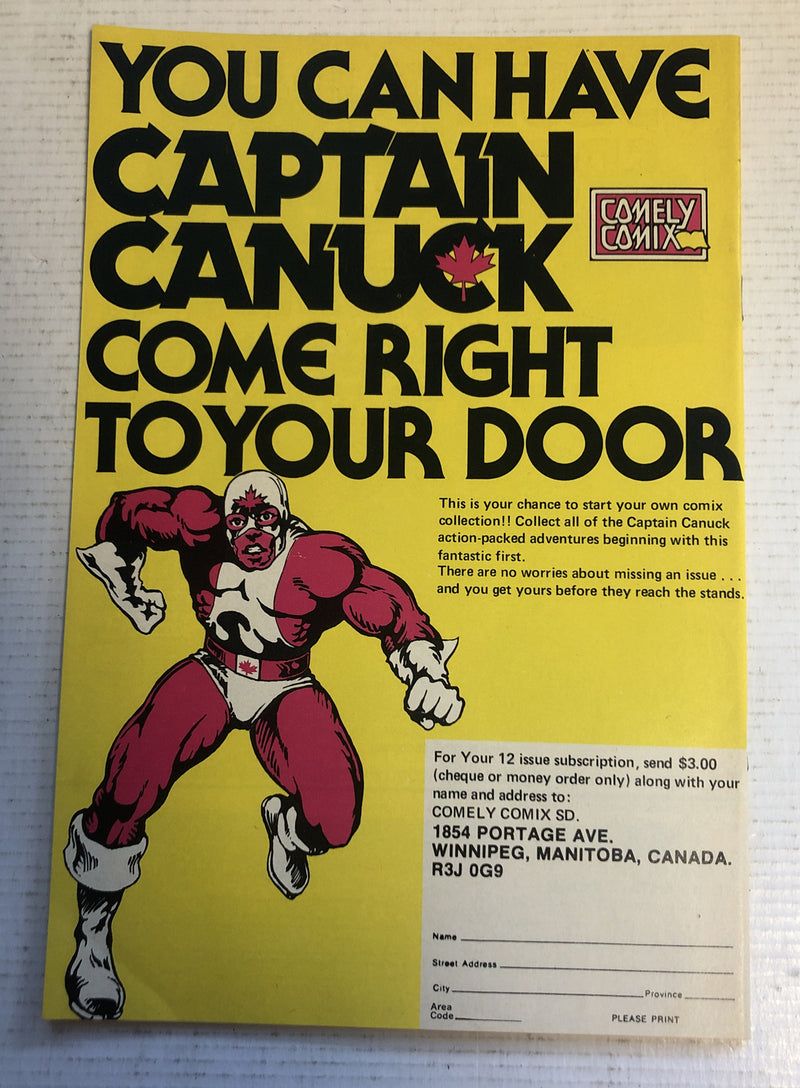 YOU CAN HAVE
CAPTAIN
CANUCK
COMELY
COMIX
COME RIGHT
TO YOUR DOOR
This is your chance to start your own comix
collection!! Collect all of the Captain Canuck
action-packed adventures beginning with this
fantastic first.
There are no worries about missing an issue . . .
and you get yours before they reach the stands.
For Your 12 issue subscription, send $3.00
(cheque or money order only) along with your
name and address to:
COMELY COMIX SD.
1854 PORTAGE AVE.
WINNIPEG, MANITOBA, CANADA.
R3J 0G9
Name
Street Address
City Province
Area
Code PLEASE PRINT